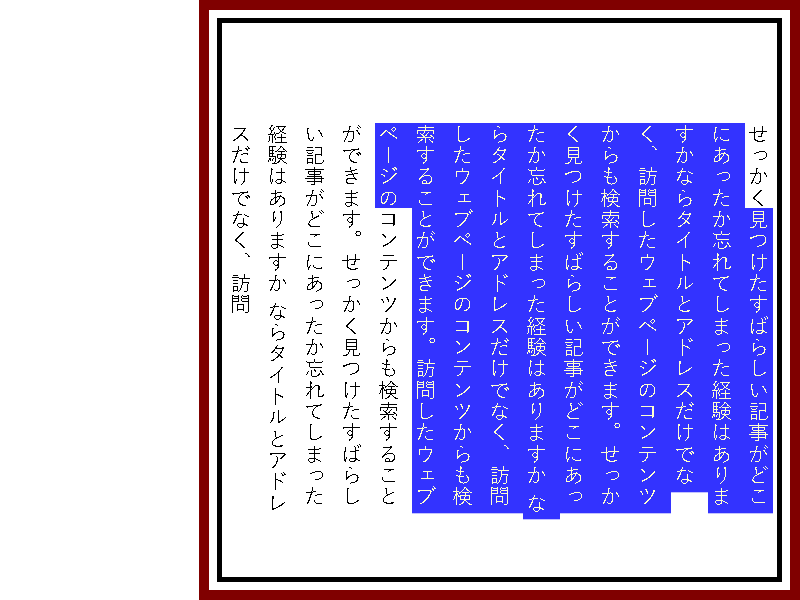 せっかく見つけたすばらしい記事がどこ
にあったか忘れてしまった経験はありま
すかならタイトルとアドレスだけでな
く、訪問したウェブページのコンテンツ
からも検索することができます。せっか
く見つけたすばらしい記事がどこにあっ
たか忘れてしまった経験はありますか な
らタイトルとアドレスだけでなく、訪問
したウェブページのコンテンツからも検
索することができます。訪問したウェブ
ページのコンテンツからも検索すること
ができます。せっかく見つけたすばらし
い記事がどこにあったか忘れてしまった
経験はありますか ならタイトルとアドレ
スだけでなく、訪問